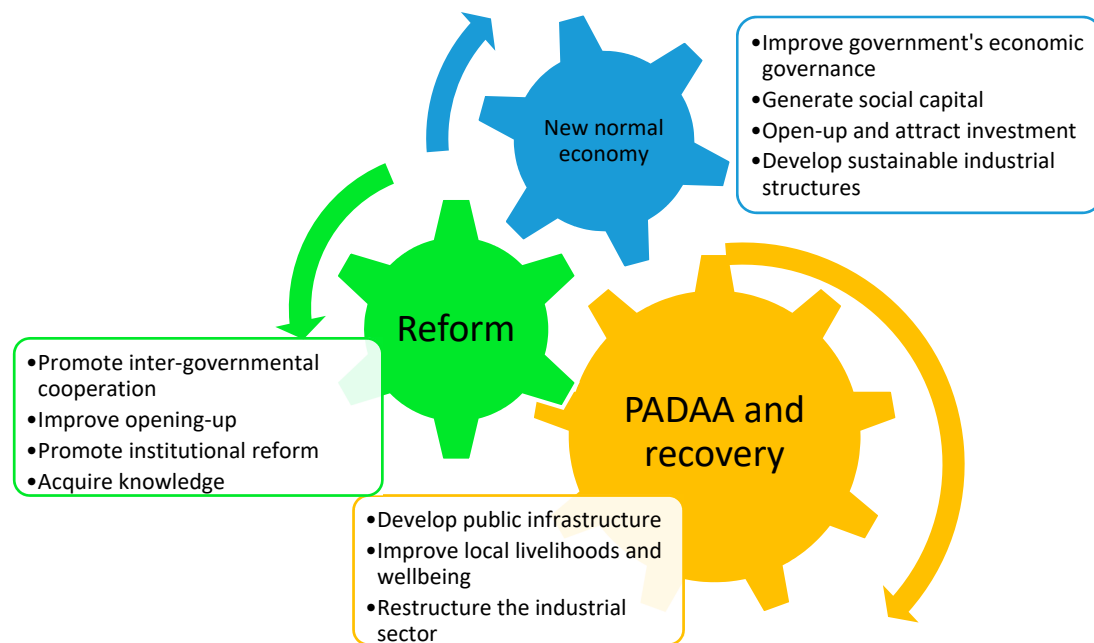 New normal
economy
•Improve government's economic
governance
•Generate social capital
•Open-up and attract investment
•Develop sustainable industrial
structures
Reform
•Promote inter-governmental
cooperation
•Improve opening-up
•Promote institutional reform
•Acquire knowledge
PADAA and
recovery
•Develop public infrastructure
•Improve local livelihoods and
wellbeing
•Restructure the industrial
sector